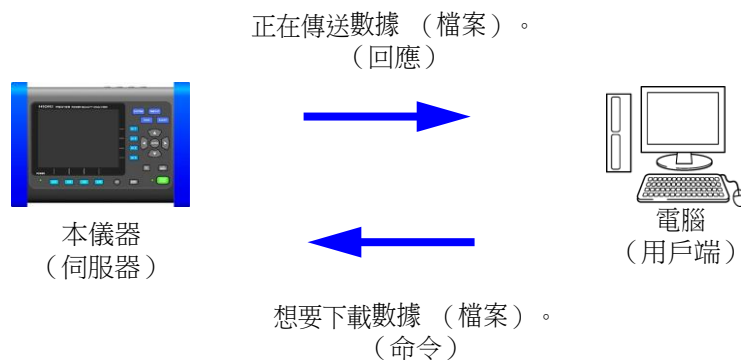 正在傳送數據 （檔案）。
（回應）
本儀器
（伺服器）
電腦
（用戶端）
想要下載數據 （檔案）。
（命令）